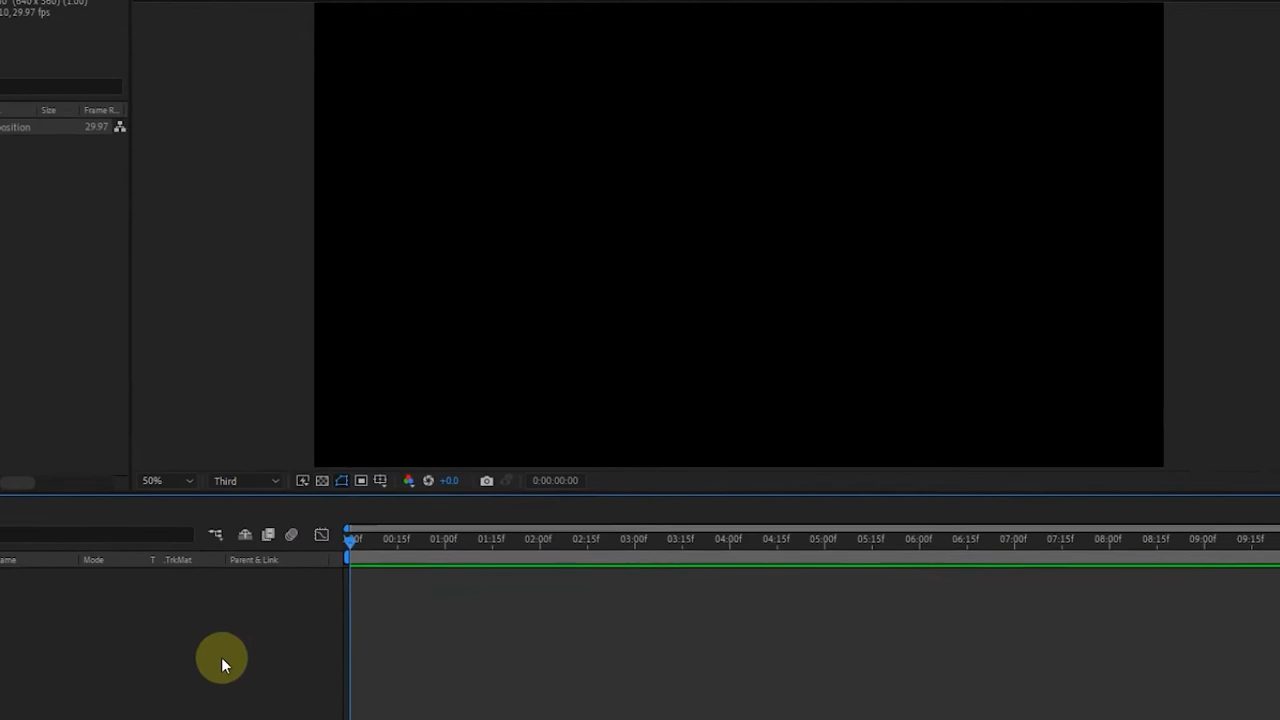 (640 x 360) (1.00)
10, 29.97 fps
Size Frame R...
position 29.97
50% Third +0.0 0:00:00:00
ame Mode T .TrkMat Parent & Link
00f 00:15f 01:00f 01:15f 02:00f 02:15f 03:00f 03:15f 04:00f 04:15f 05:00f 05:15f 06:00f 06:15f 07:00f 07:15f 08:00f 08:15f 09:00f 09:15f